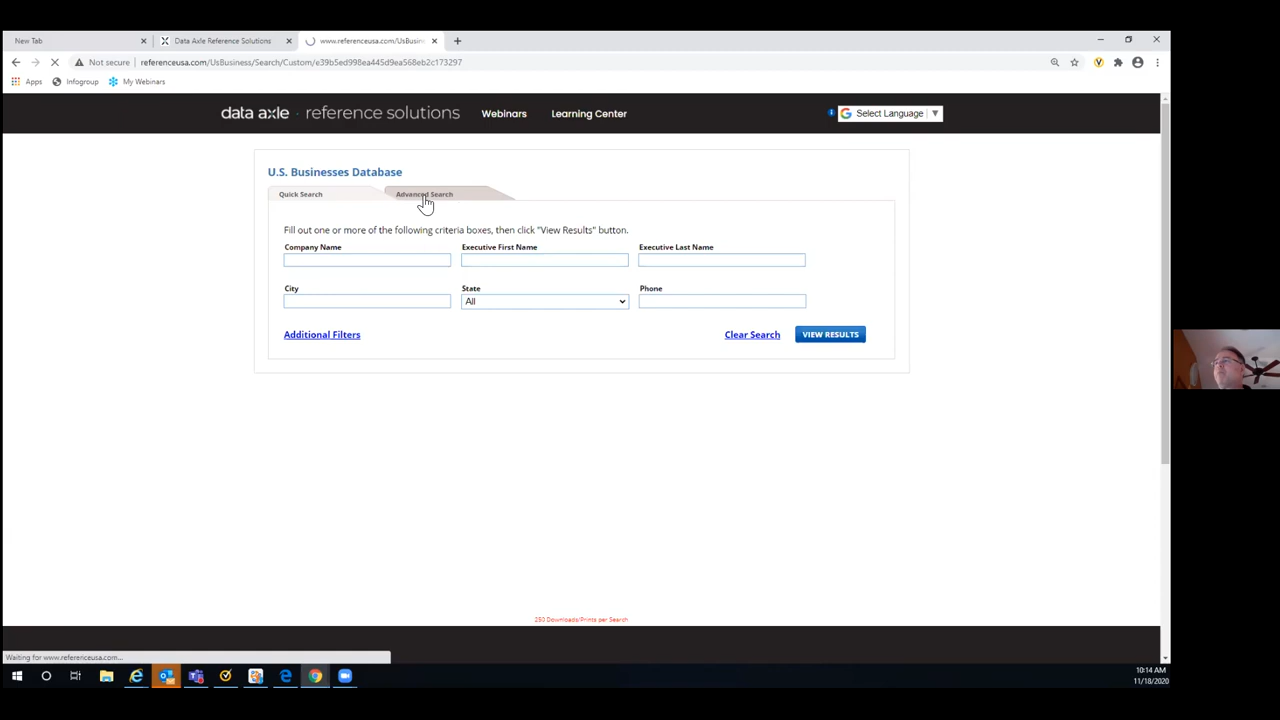 New Tab
Data Axle Reference Solutions
www.referenceusa.com/UsBusin
Not secure
referenceusa.com/UsBusiness/Search/Custom/e39b5ed998ea445d9ea568eb2c173297
Apps
Infogroup
My Webinars
data axle · reference solutions
Webinars
Learning Center
Select Language
U.S. Businesses Database
Quick Search
Advanced Search
Fill out one or more of the following criteria boxes, then click "View Results" button.
Company Name
Executive First Name
Executive Last Name
City
State
Phone
All
Additional Filters
Clear Search
VIEW RESULTS
250 Downloads/Prints per Search
Waiting for www.referenceusa.com...
10:14 AM
11/18/2020